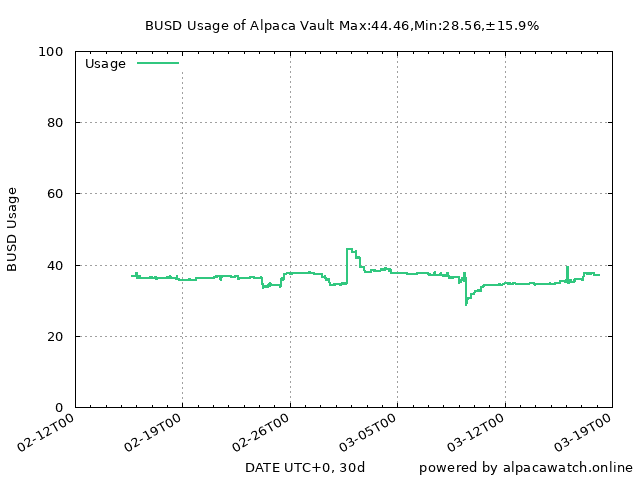 BUSD Usage of Alpaca Vault Max:44.46,Min:28.56,±15.9%
Usage
BUSD Usage
100
80
60
40
20
0
02-12T00
02-19T00
02-26T00
03-05T00
03-12T00
03-19T00
DATE UTC+0, 30d
powered by alpacawatch.online